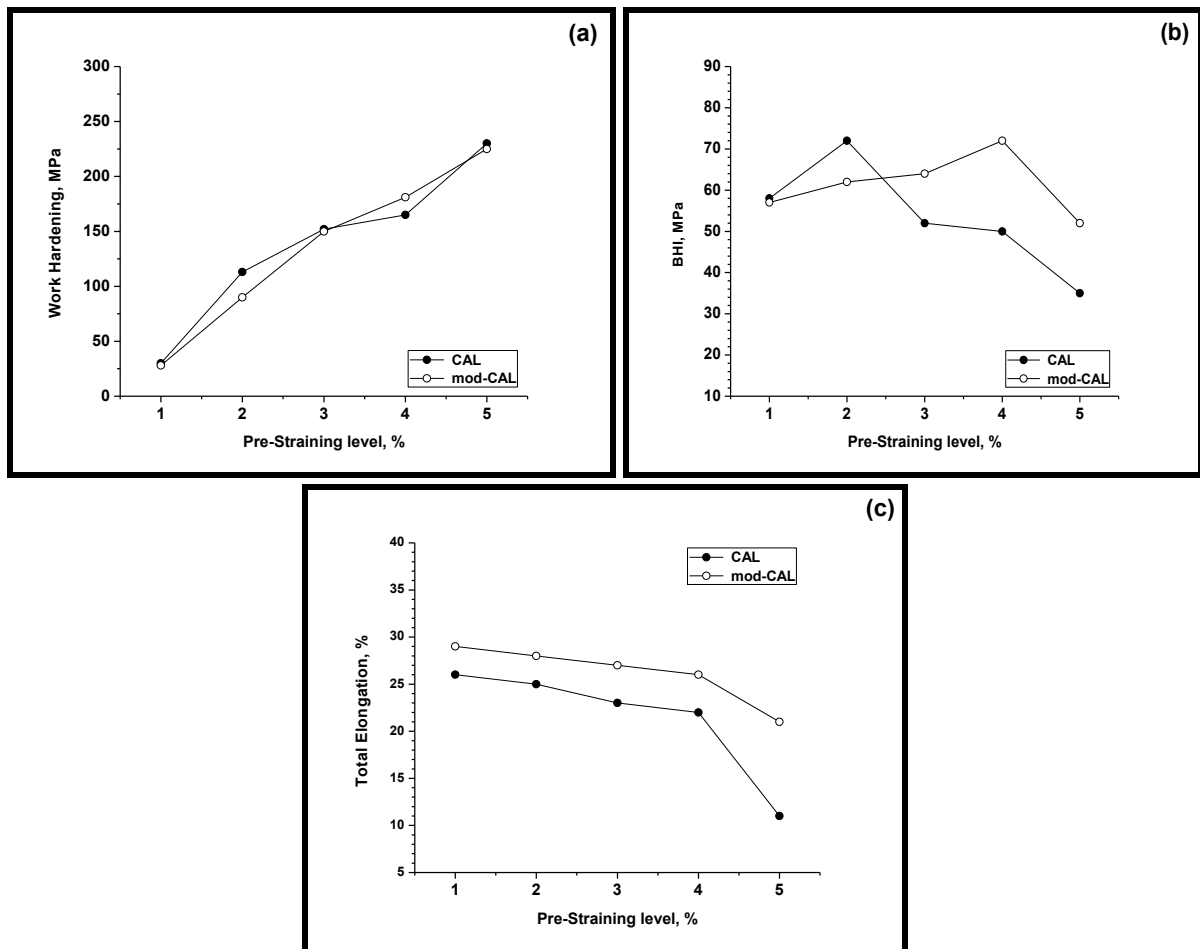 (a)
300
250
200
150
100
50
0
Work Hardening, MPa
CAL
mod-CAL
1 2 3 4 5
Pre-Straining level, %
(b)
90
80
70
60
50
40
30
20
10
BHI, MPa
CAL
mod-CAL
1 2 3 4 5
Pre-Straining level, %
(c)
40
35
30
25
20
15
10
5
Total Elongation, %
CAL
mod-CAL
1 2 3 4 5
Pre-Straining level, %